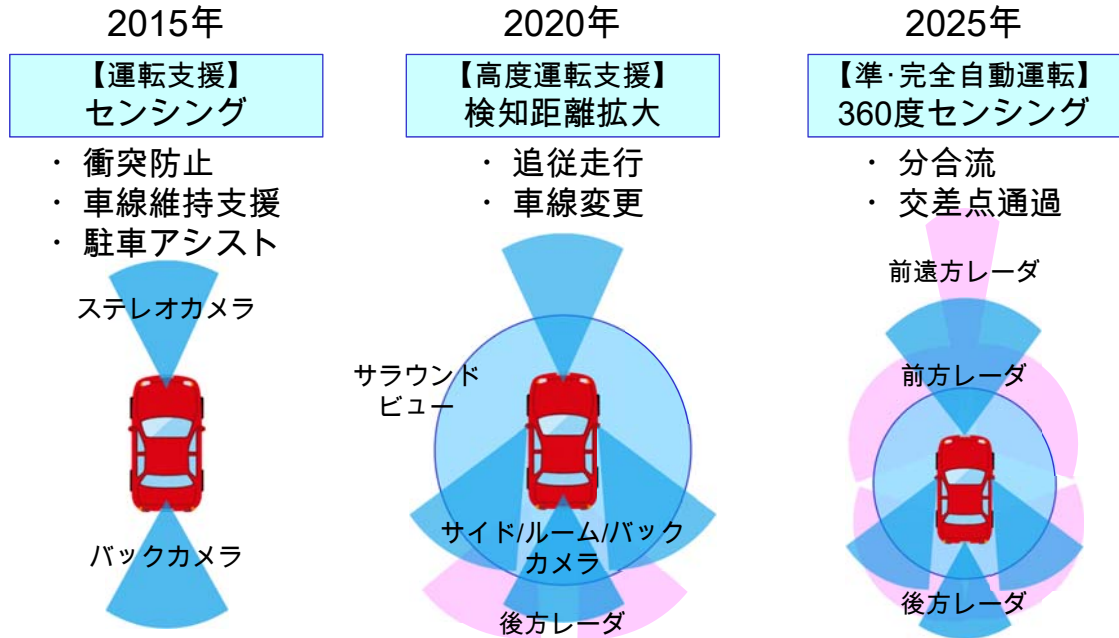 2015年
【運転支援】
センシング
・ 衝突防止
・ 車線維持支援
・ 駐車アシスト
ステレオカメラ
バックカメラ
2020年
【高度運転支援】
検知距離拡大
・ 追従走行
・ 車線変更
サラウンド
ビュー
サイド/ルーム/バック
カメラ
後方レーダ
2025年
【準･完全自動運転】
360度センシング
・ 分合流
・ 交差点通過
前遠方レーダ
前方レーダ
後方レーダ